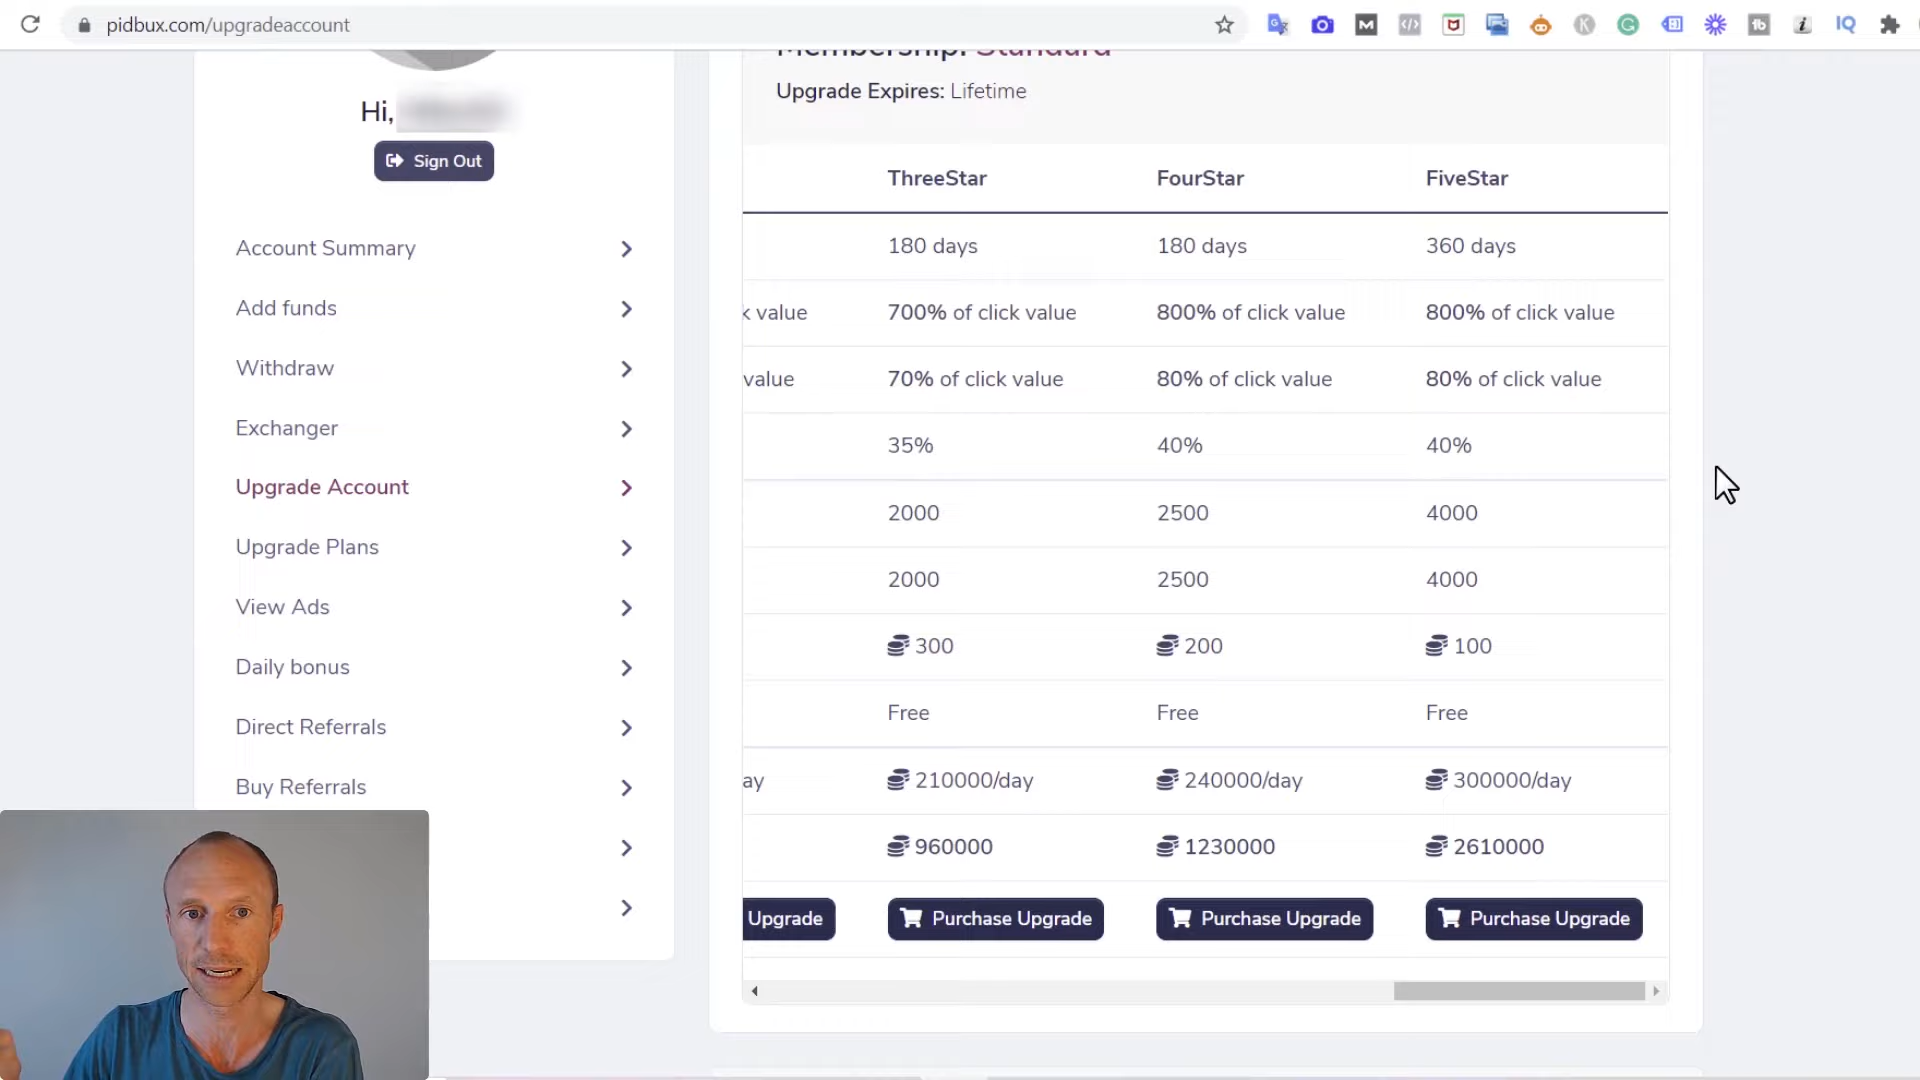 pidbux.com/upgradeaccount
Membership: Standard
Upgrade Expires: Lifetime
Hi,
Sign Out
Account Summary
Add funds
Withdraw
Exchanger
Upgrade Account
Upgrade Plans
View Ads
Daily bonus
Direct Referrals
Buy Referrals
ThreeStar FourStar FiveStar
180 days 180 days 360 days
k value 700% of click value 800% of click value 800% of click value
value 70% of click value 80% of click value 80% of click value
35% 40% 40%
2000 2500 4000
2000 2500 4000
300 200 100
Free Free Free
ay 210000/day 240000/day 300000/day
960000 1230000 2610000
Upgrade Purchase Upgrade Purchase Upgrade Purchase Upgrade